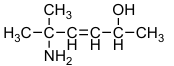 CH₃ OH
H₃C CH₃
NH₂